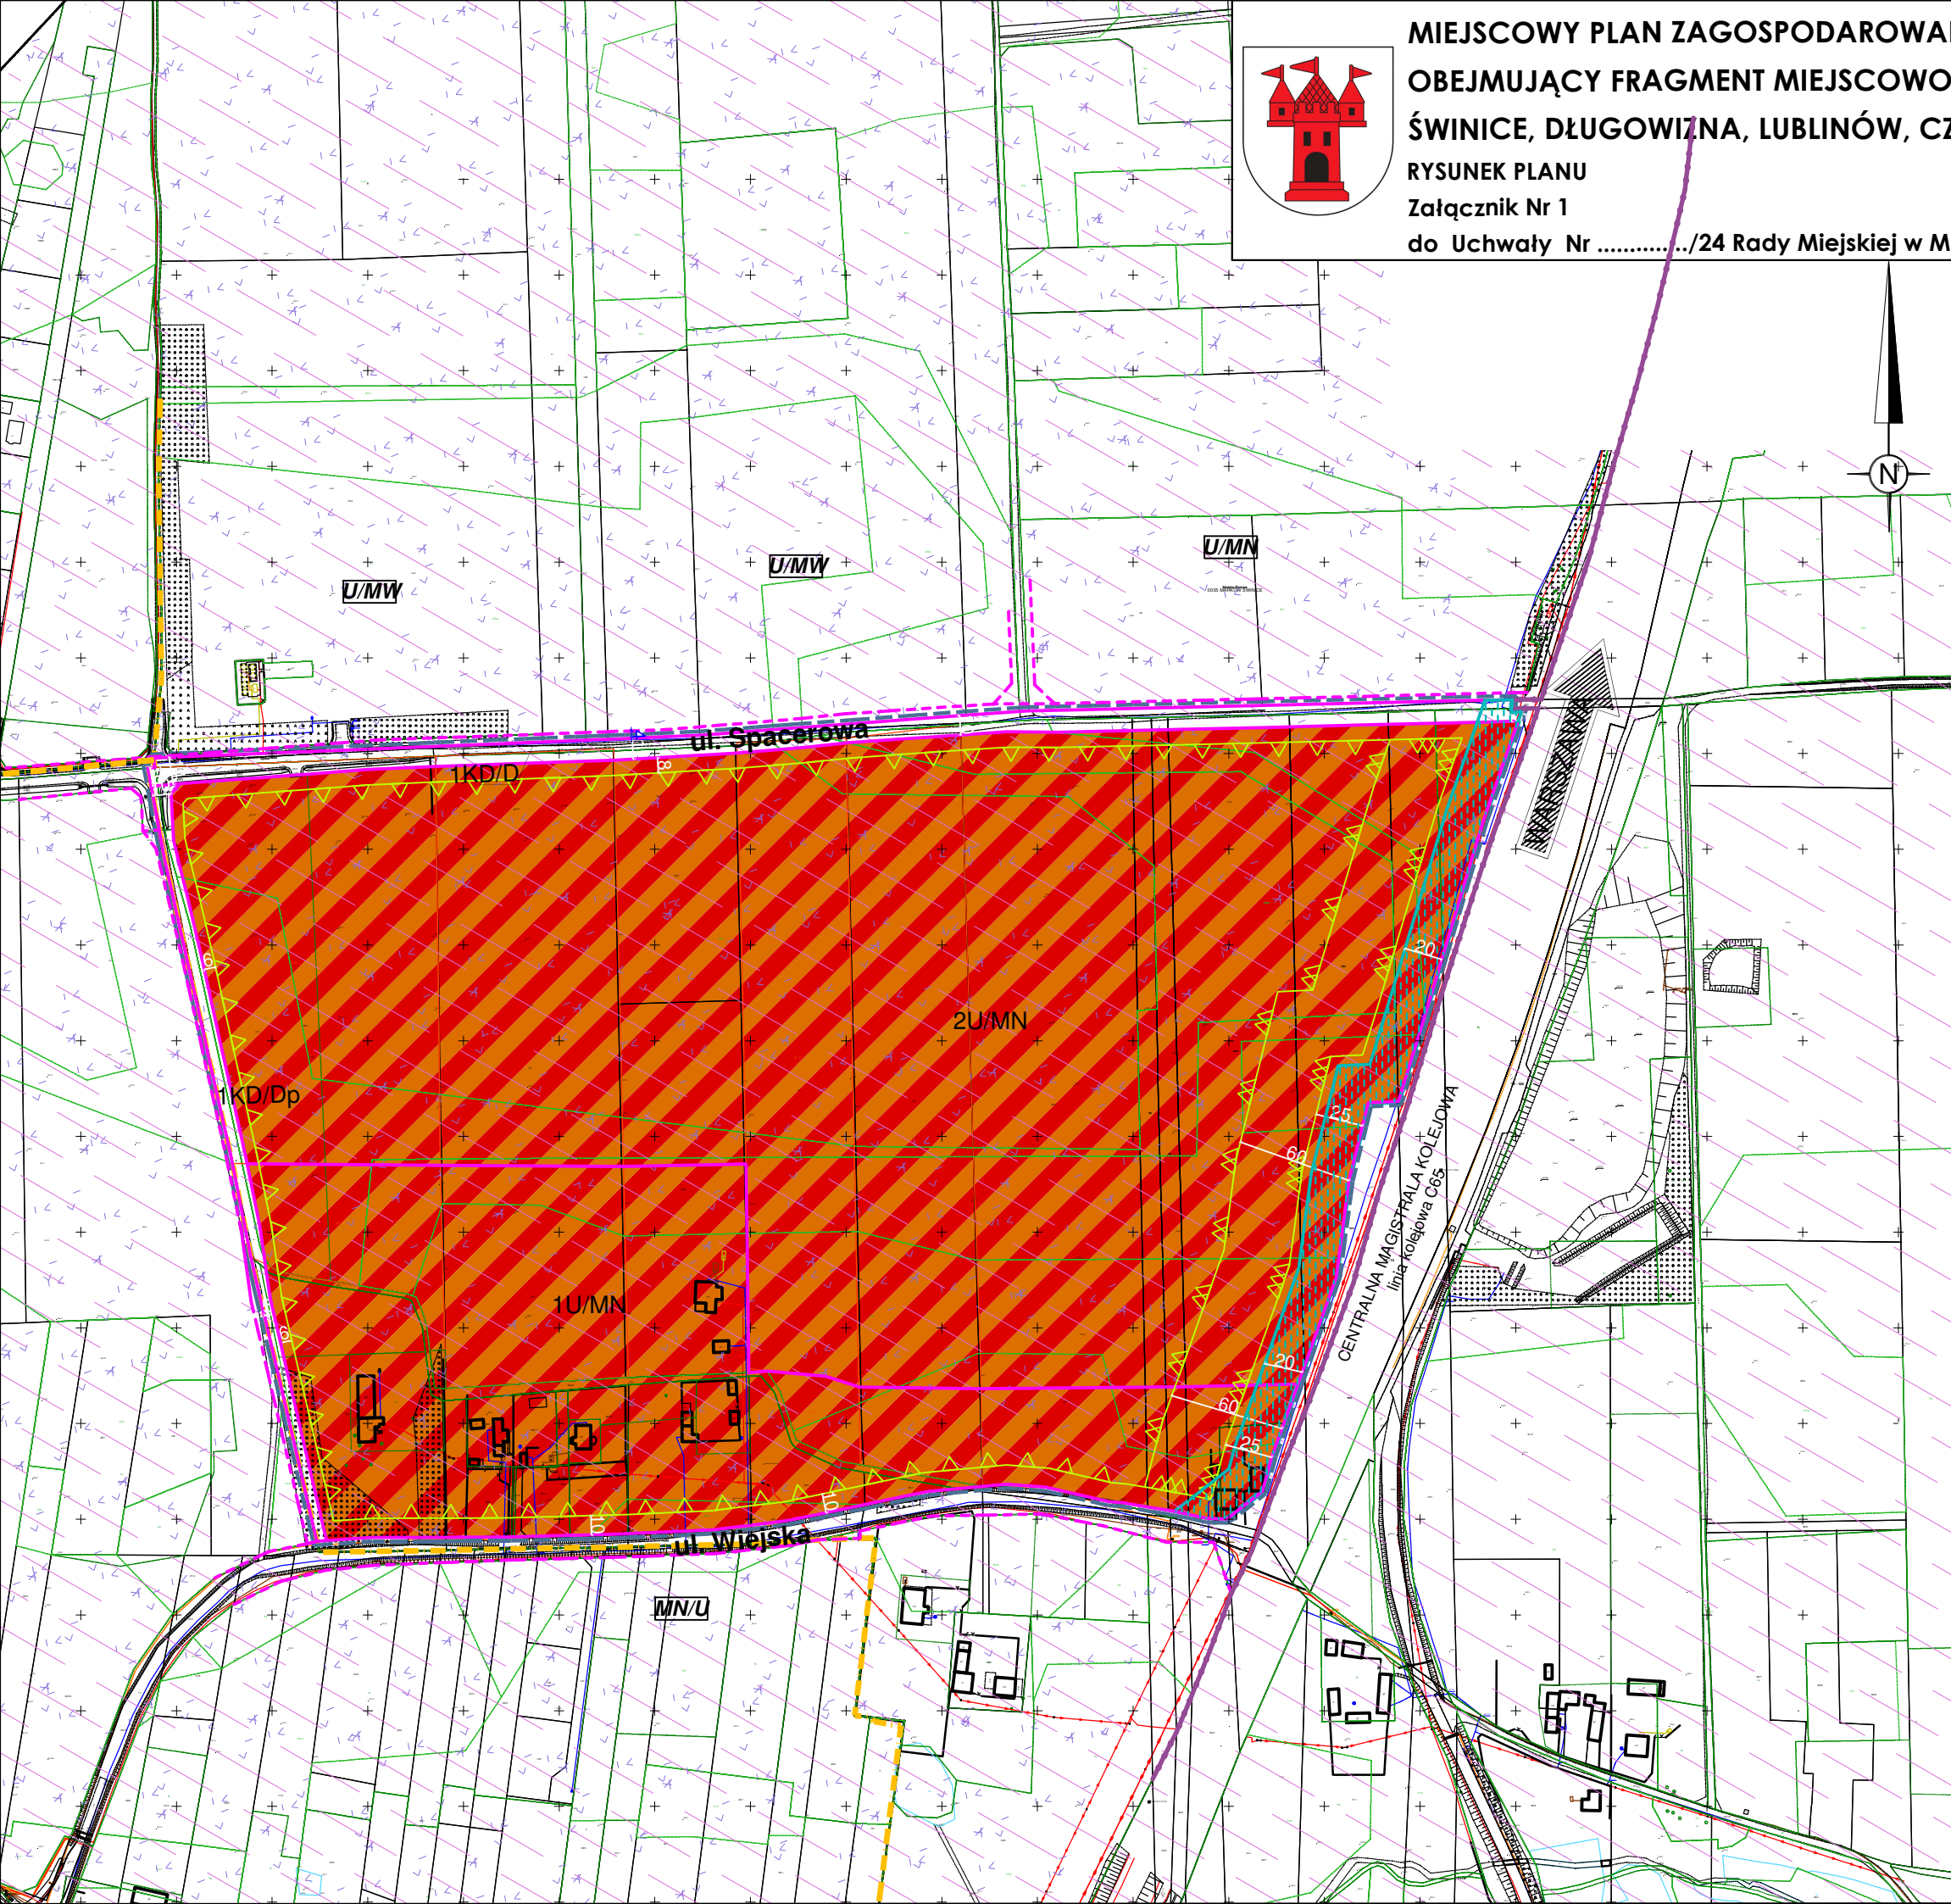 MIEJSCOWY PLAN ZAGOSPODAROWA
OBEJMUJĄCY FRAGMENT MIEJSCOWO
ŚWINICE, DŁUGOWIZNA, LUBLINÓW, CZ
RYSUNEK PLANU
Załącznik Nr 1
do Uchwały Nr ............../24 Rady Miejskiej w M
N
U/MN
U/MW
U/MW
WARSZAWA
ul. Spacerowa
1KD/D
8
6
20
2U/MN
1KD/Dp
25
60
CENTRALNA MAGISTRALA KOLEJOWA
linia kolejowa C65
1U/MN
6
20
60
25
10
10
ul. Wiejska
MN/U